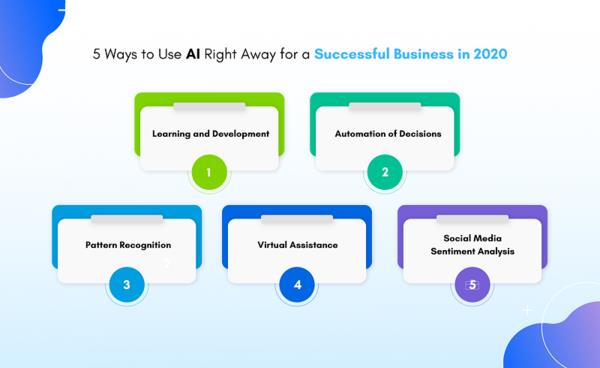 5 Ways to Use AI Right Away for a Successful Business in 2020
Learning and Development
1
Automation of Decisions
2
Pattern Recognition
3
Virtual Assistance
4
Social Media
Sentiment Analysis
5